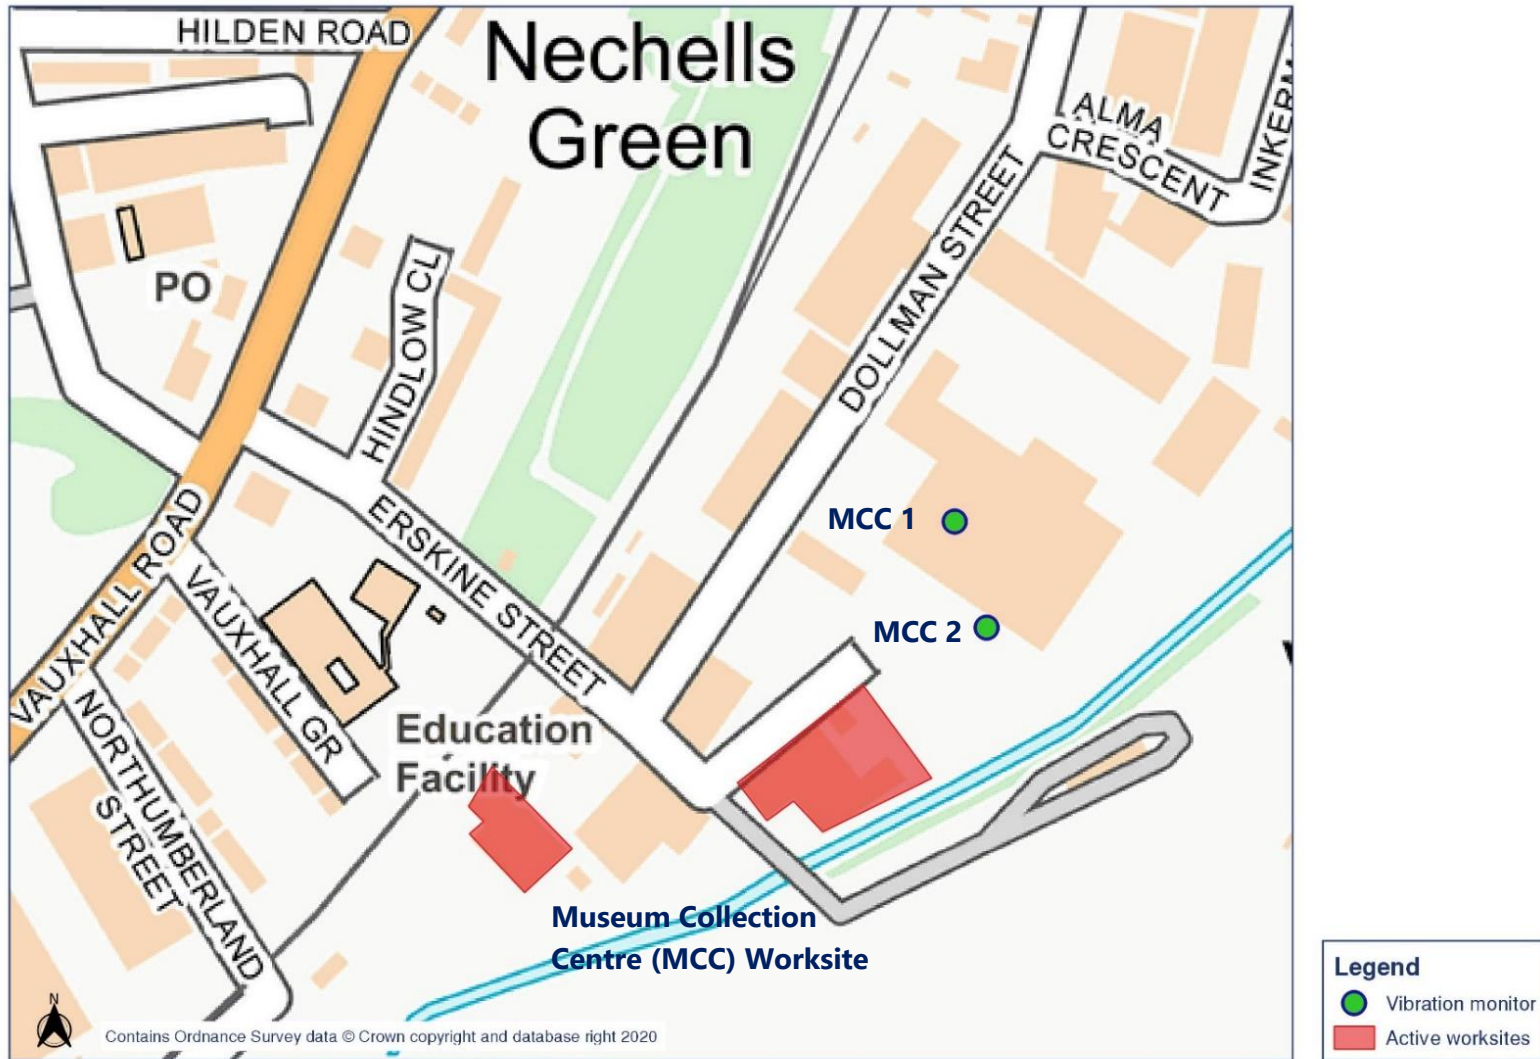 HILDEN ROAD
Nechells
Green
ALMA
CRESCENT
INKERM
PO
HINDLOW CL
DOLLMAN STREET
MCC 1
ERSKINE STREET
VAUXHALL ROAD
VAUXHALL GR
MCC 2
NORTHUMBERLAND
STREET
Education
Facility
Museum Collection
Centre (MCC) Worksite
N
Contains Ordnance Survey data © Crown copyright and database right 2020
Legend
Vibration monitor
Active worksites